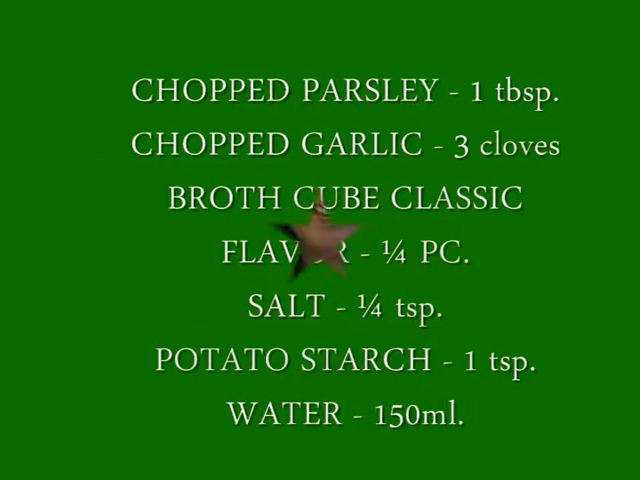 CHOPPED PARSLEY - 1 tbsp.
CHOPPED GARLIC - 3 cloves
BROTH CUBE CLASSIC
FLAVOR - ¼ PC.
SALT - ¼ tsp.
POTATO STARCH - 1 tsp.
WATER - 150ml.